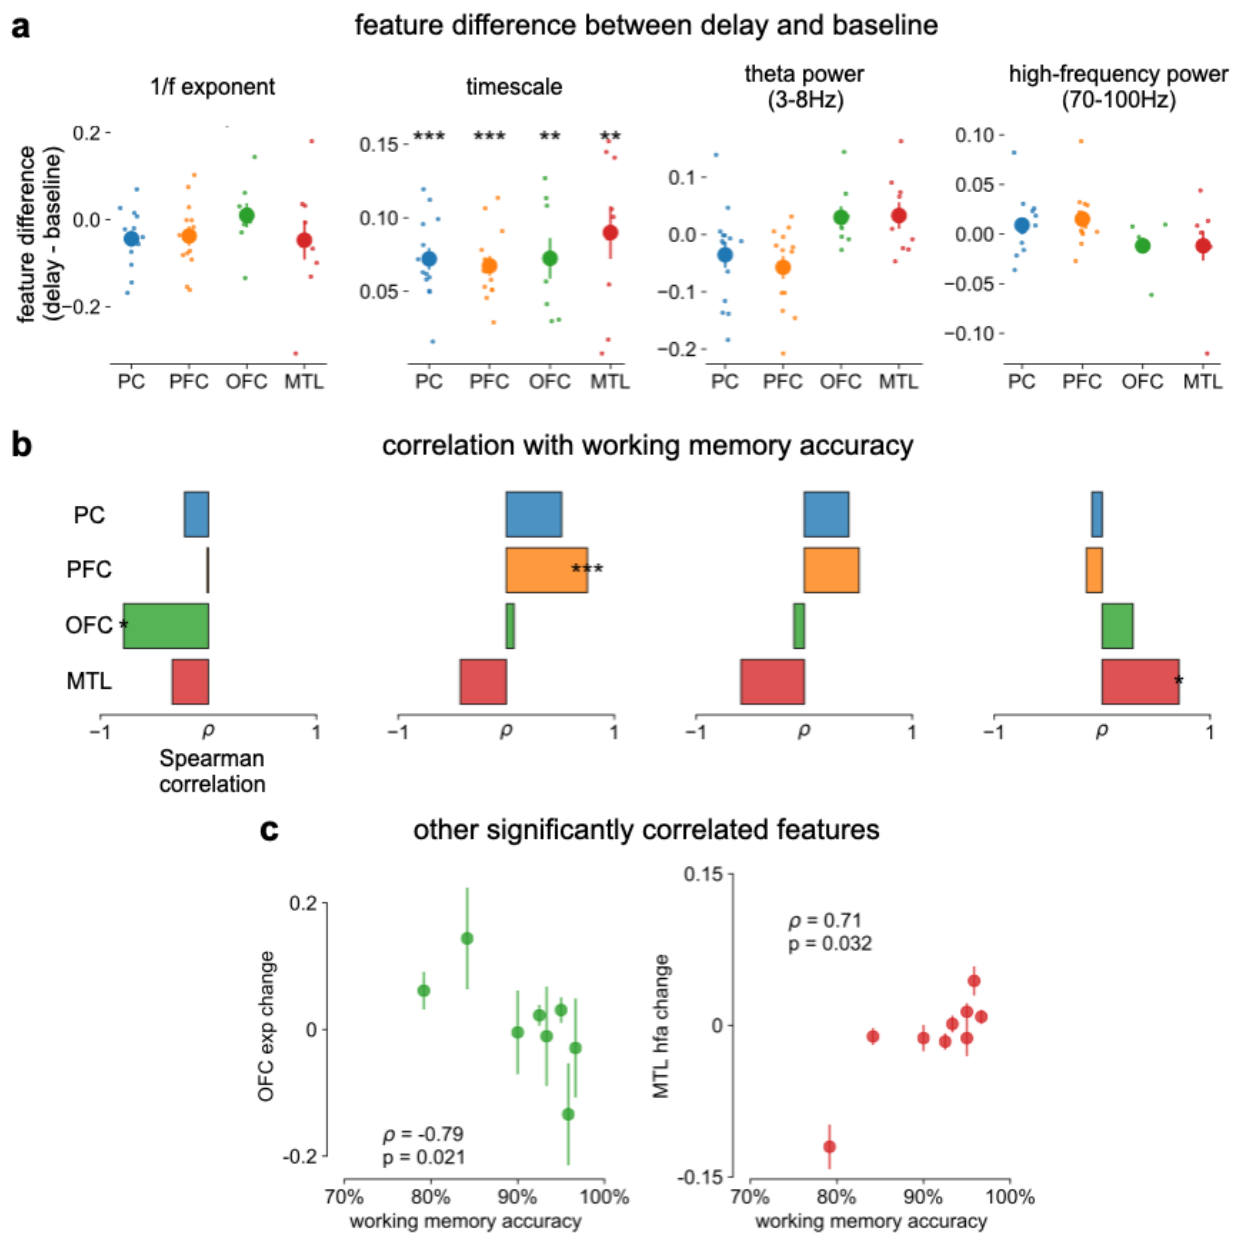 a
feature difference between delay and baseline
1/f exponent
timescale
theta power
(3-8Hz)
high-frequency power
(70-100Hz)
feature difference
(delay - baseline)
0.2
0.0
−0.2
PC PFC OFC MTL
*** *** ** **
0.15
0.10
0.05
PC PFC OFC MTL
0.1
0.0
−0.1
−0.2
PC PFC OFC MTL
0.10
0.05
0.00
−0.05
−0.10
PC PFC OFC MTL
b
correlation with working memory accuracy
PC
PFC
***
OFC *
MTL
*
−1 ρ 1
−1 ρ 1
−1 ρ 1
−1 ρ 1
Spearman
correlation
c
other significantly correlated features
OFC exp change
0.2
0
-0.2
ρ = -0.79
p = 0.021
70% 80% 90% 100%
working memory accuracy
MTL hfa change
0.15
0
-0.15
ρ = 0.71
p = 0.032
70% 80% 90% 100%
working memory accuracy